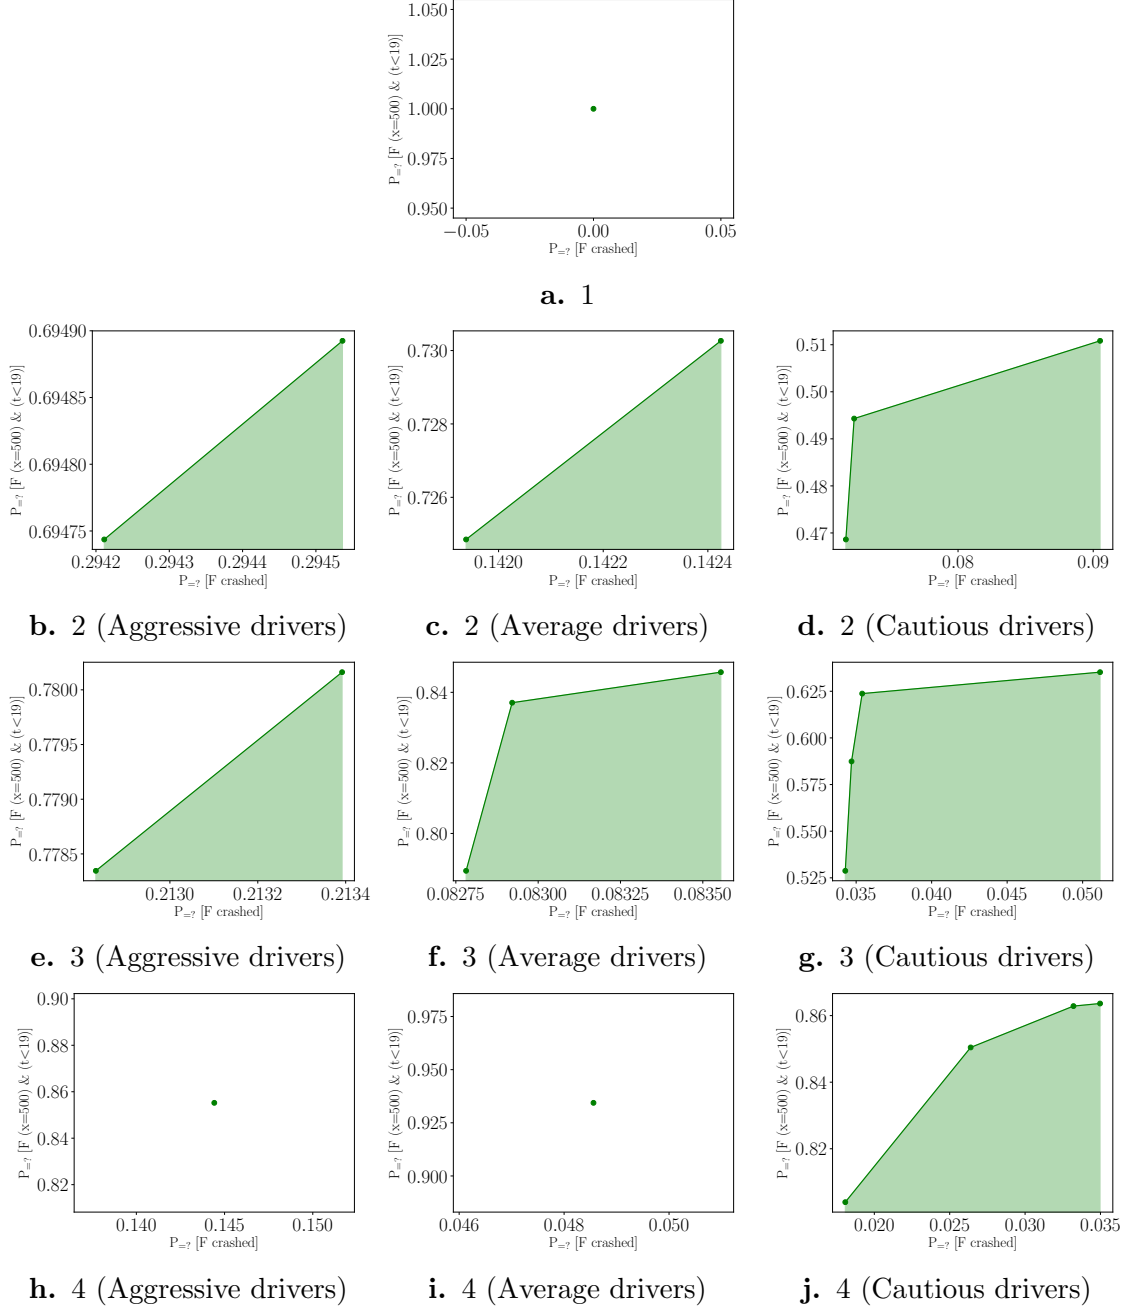 1.050
1.025
1.000
0.975
0.950
P=? [F (x=500) & (t<19)]
−0.05 0.00 0.05
P=? [F crashed]
a. 1
0.69490
0.69485
0.69480
0.69475
P=? [F (x=500) & (t<19)]
0.2942 0.2943 0.2944 0.2945
P=? [F crashed]
b. 2 (Aggressive drivers)
0.730
0.728
0.726
P=? [F (x=500) & (t<19)]
0.1420 0.1422 0.1424
P=? [F crashed]
c. 2 (Average drivers)
0.51
0.50
0.49
0.48
0.47
P=? [F (x=500) & (t<19)]
0.08 0.09
P=? [F crashed]
d. 2 (Cautious drivers)
0.7800
0.7795
0.7790
0.7785
P=? [F (x=500) & (t<19)]
0.2130 0.2132 0.2134
P=? [F crashed]
e. 3 (Aggressive drivers)
0.84
0.82
0.80
P=? [F (x=500) & (t<19)]
0.08275 0.08300 0.08325 0.08350
P=? [F crashed]
f. 3 (Average drivers)
0.625
0.600
0.575
0.550
0.525
P=? [F (x=500) & (t<19)]
0.035 0.040 0.045 0.050
P=? [F crashed]
g. 3 (Cautious drivers)
0.90
0.88
0.86
0.84
0.82
P=? [F (x=500) & (t<19)]
0.140 0.145 0.150
P=? [F crashed]
h. 4 (Aggressive drivers)
0.975
0.950
0.925
0.900
P=? [F (x=500) & (t<19)]
0.046 0.048 0.050
P=? [F crashed]
i. 4 (Average drivers)
0.86
0.84
0.82
P=? [F (x=500) & (t<19)]
0.020 0.025 0.030 0.035
P=? [F crashed]
j. 4 (Cautious drivers)